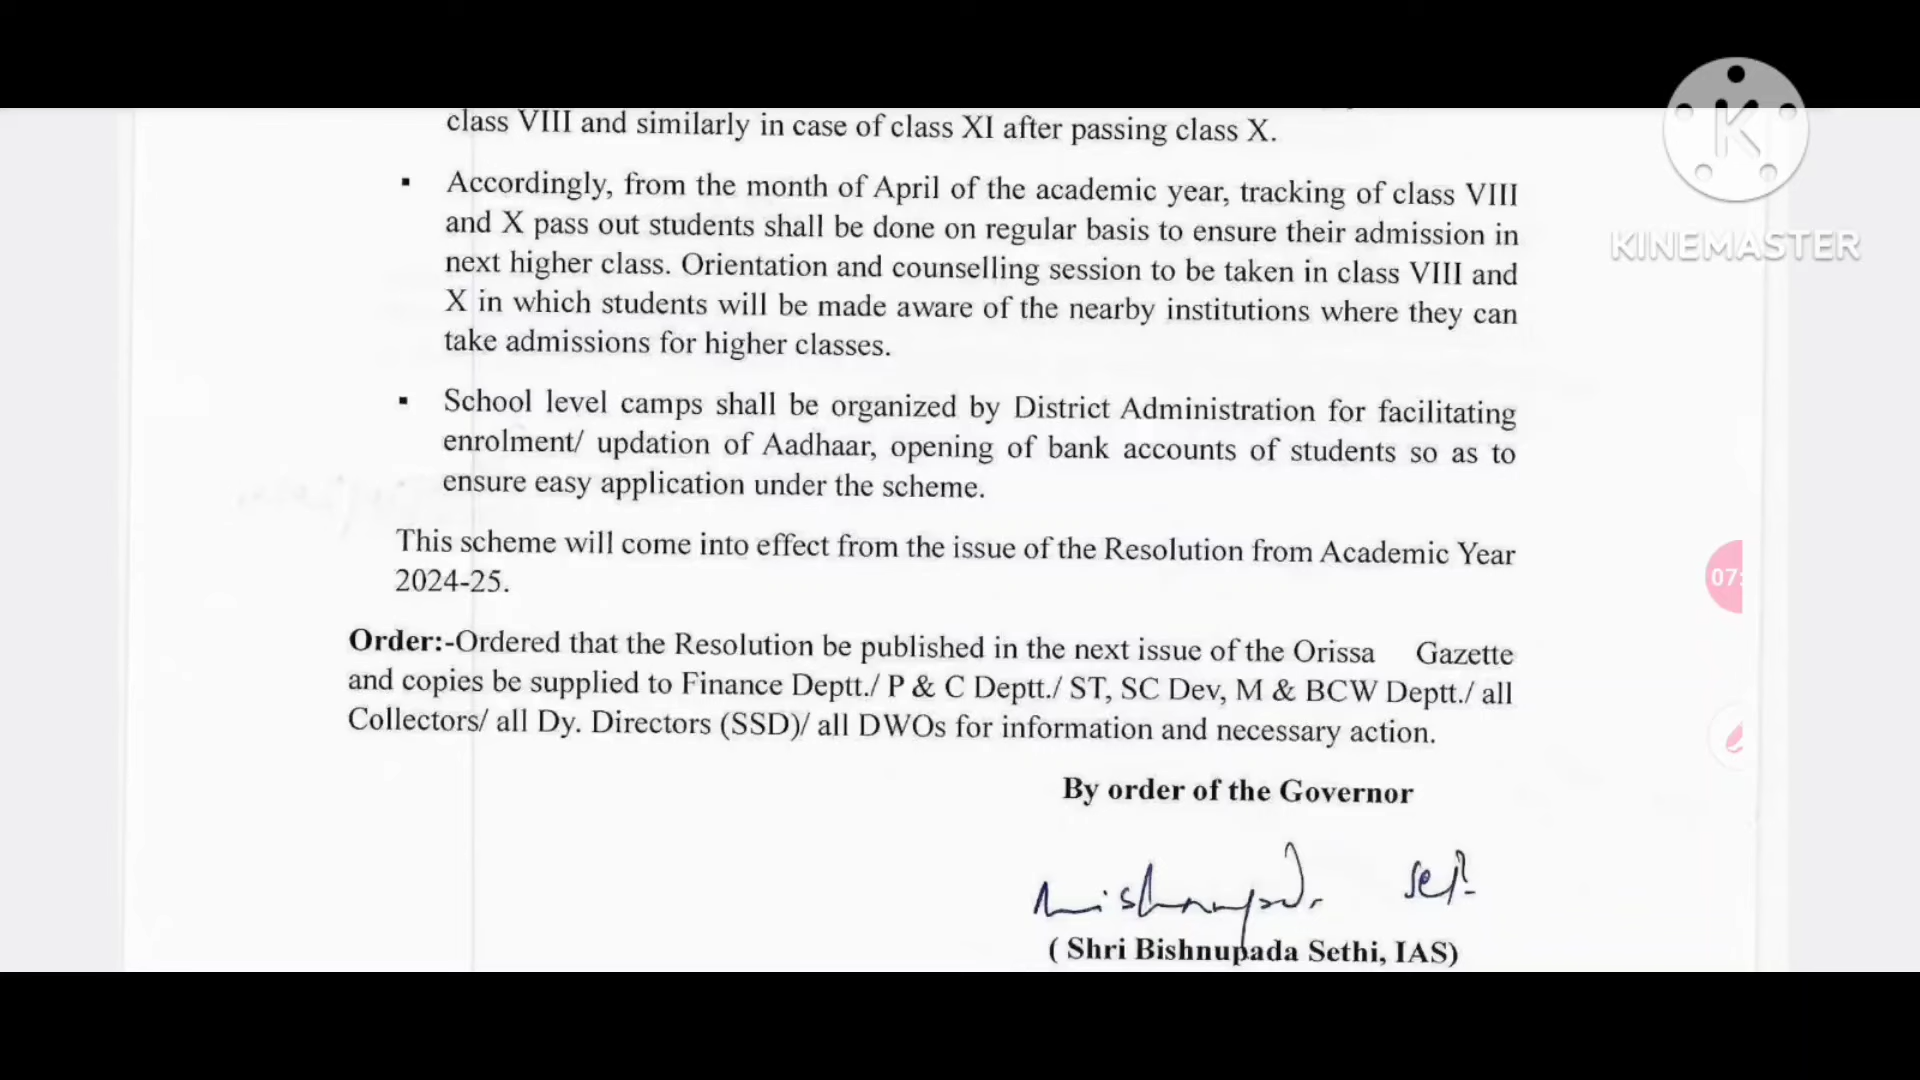 class VIII and similarly in case of class XI after passing class X.
▪ Accordingly, from the month of April of the academic year, tracking of class VIII
and X pass out students shall be done on regular basis to ensure their admission in
next higher class. Orientation and counselling session to be taken in class VIII and
X in which students will be made aware of the nearby institutions where they can
take admissions for higher classes.
▪ School level camps shall be organized by District Administration for facilitating
enrolment/ updation of Aadhaar, opening of bank accounts of students so as to
ensure easy application under the scheme.
This scheme will come into effect from the issue of the Resolution from Academic Year
2024-25.
Order:-Ordered that the Resolution be published in the next issue of the Orissa Gazette
and copies be supplied to Finance Deptt./ P & C Deptt./ ST, SC Dev, M & BCW Deptt./ all
Collectors/ all Dy. Directors (SSD)/ all DWOs for information and necessary action.
By order of the Governor
( Shri Bishnupada Sethi, IAS)
K
KINEMASTER
07: